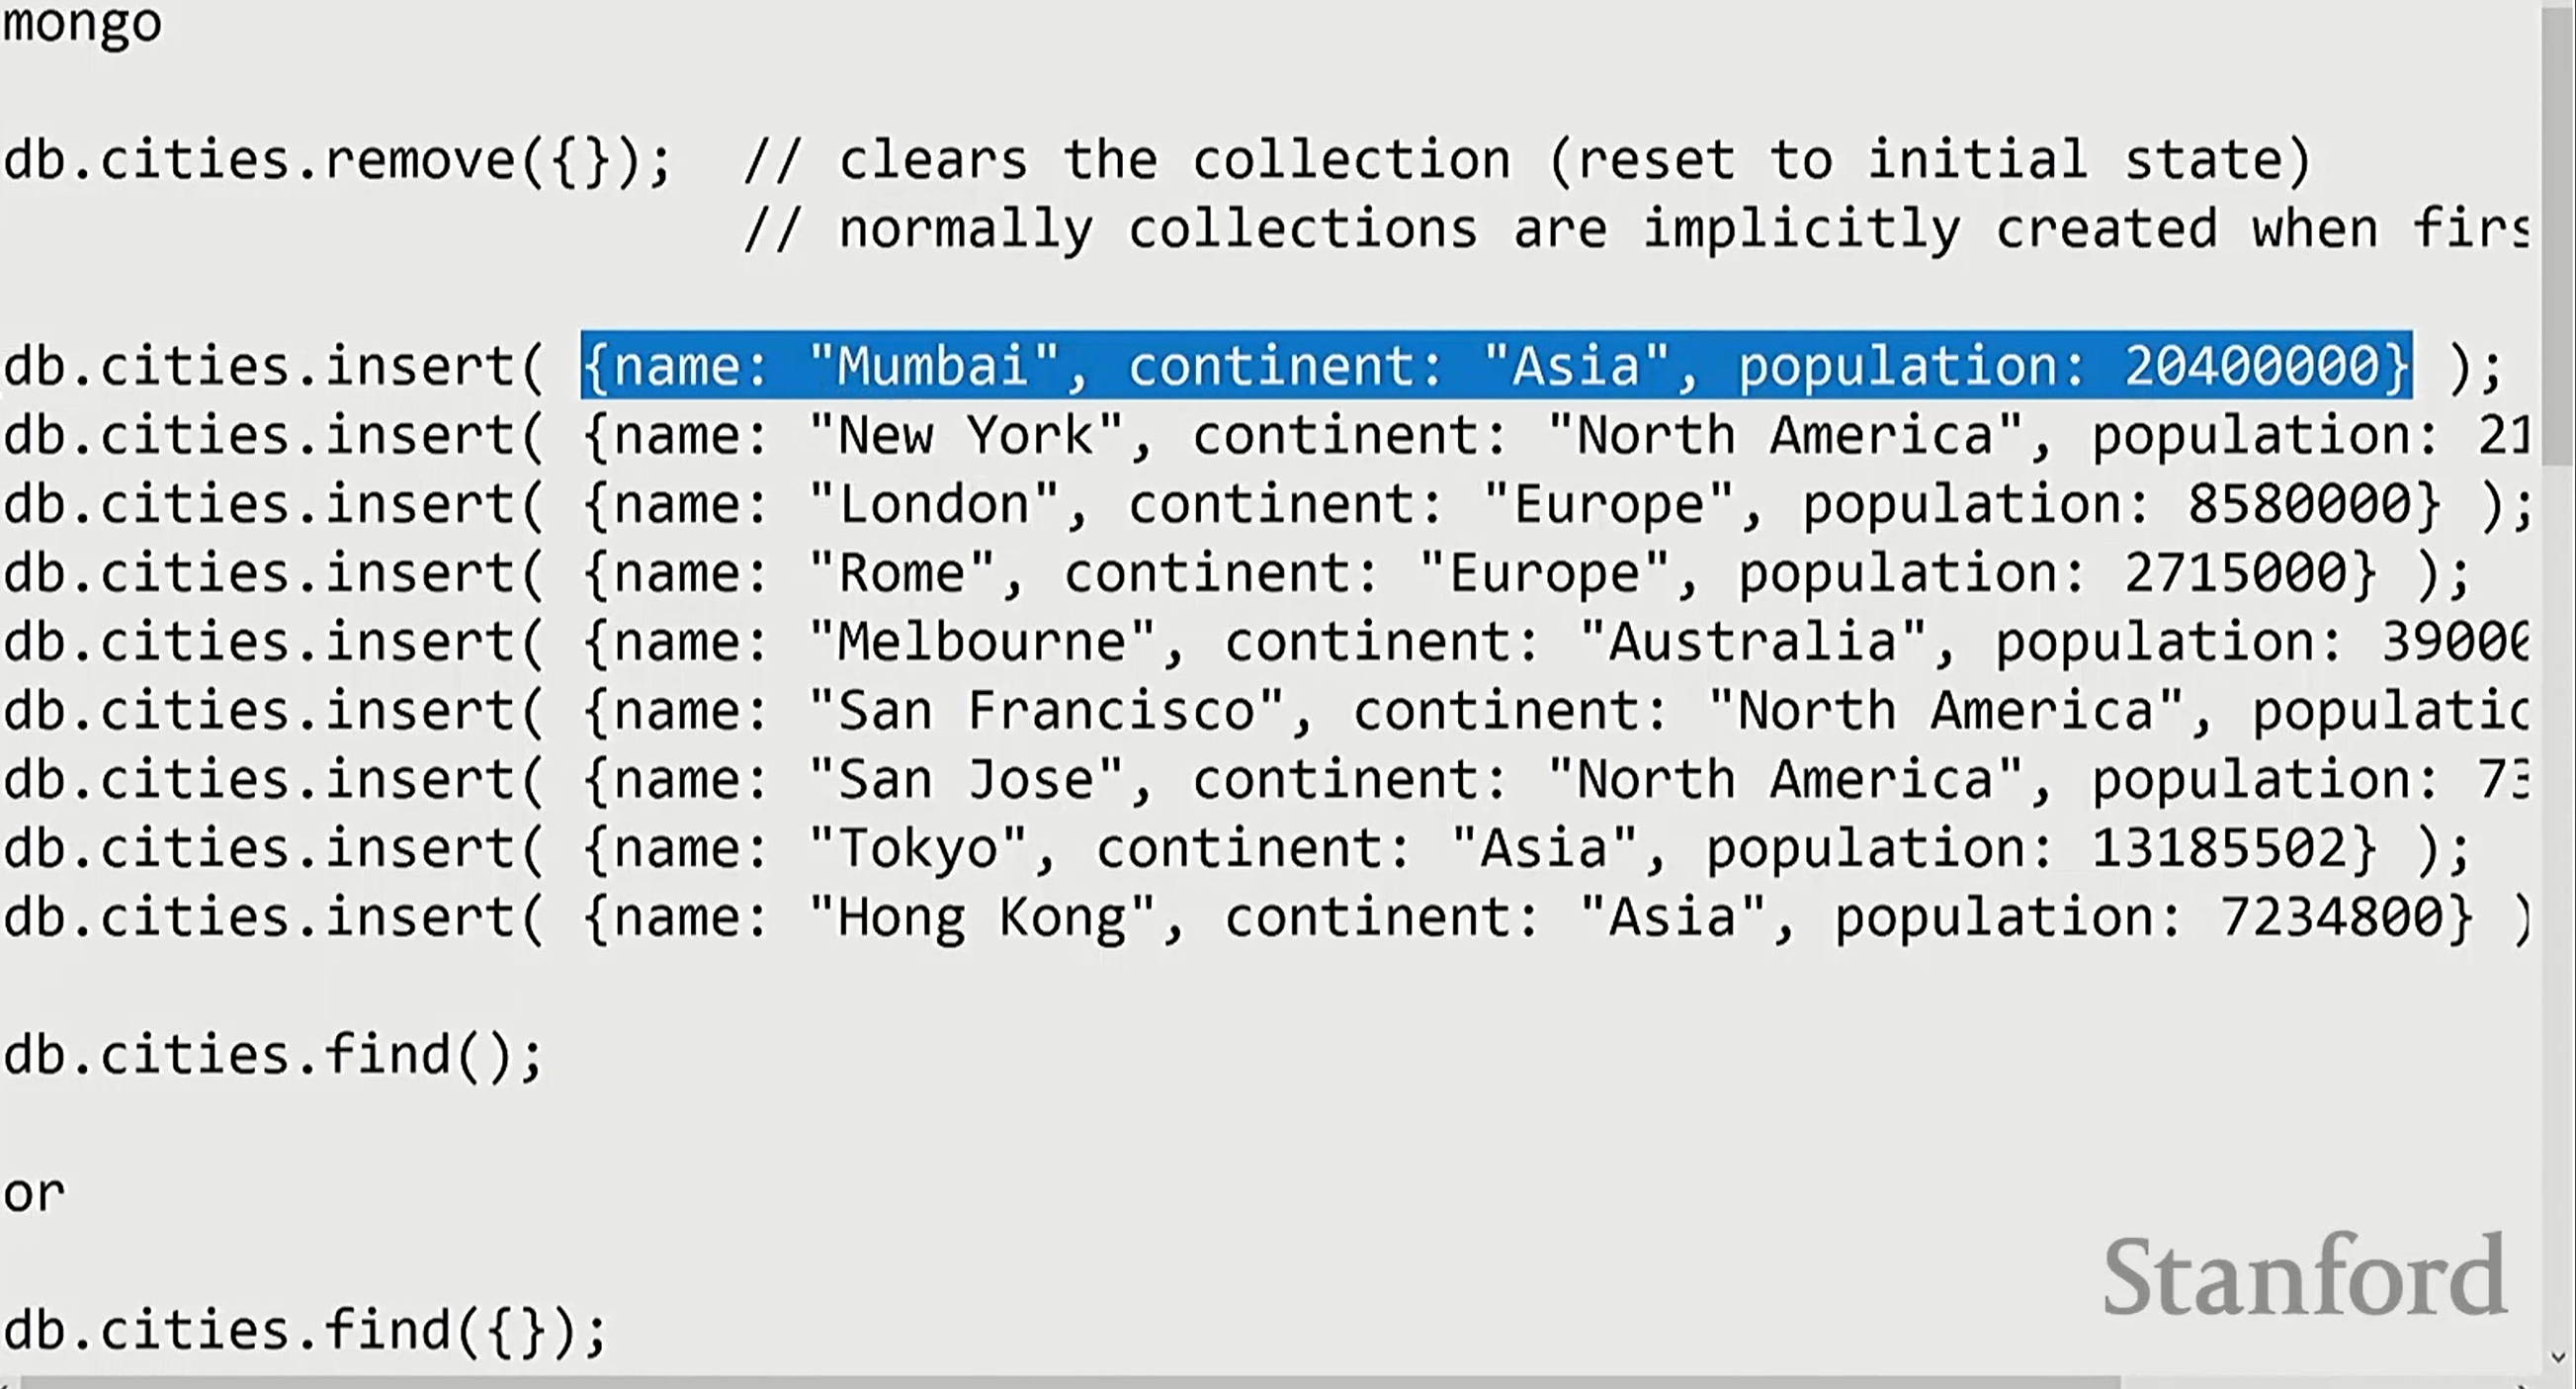 mongo
db.cities.remove({});  // clears the collection (reset to initial state)
// normally collections are implicitly created when
db.cities.insert( {name: "Mumbai", continent: "Asia", population: 20400000} );
db.cities.insert( {name: "New York", continent: "North America", population: 21
db.cities.insert( {name: "London", continent: "Europe", population: 8580000} );
db.cities.insert( {name: "Rome", continent: "Europe", population: 2715000} );
db.cities.insert( {name: "Melbourne", continent: "Australia", population: 3900
db.cities.insert( {name: "San Francisco", continent: "North America",
db.cities.insert( {name: "San Jose", continent: "North America", population: 7
db.cities.insert( {name: "Tokyo", continent: "Asia", population: 13185502} );
db.cities.insert( {name: "Hong Kong", continent: "Asia", population: 7234800} )
db.cities.find();
or
db.cities.find({});
Stanford